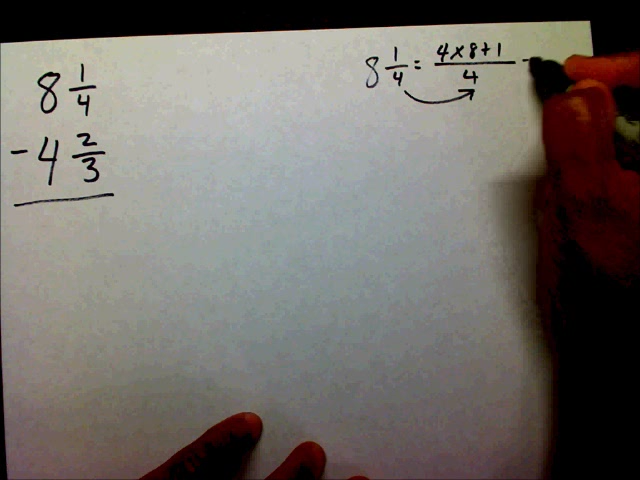 8 1/4
- 4 2/3
8 1/4 = (4 x 8 + 1)/4